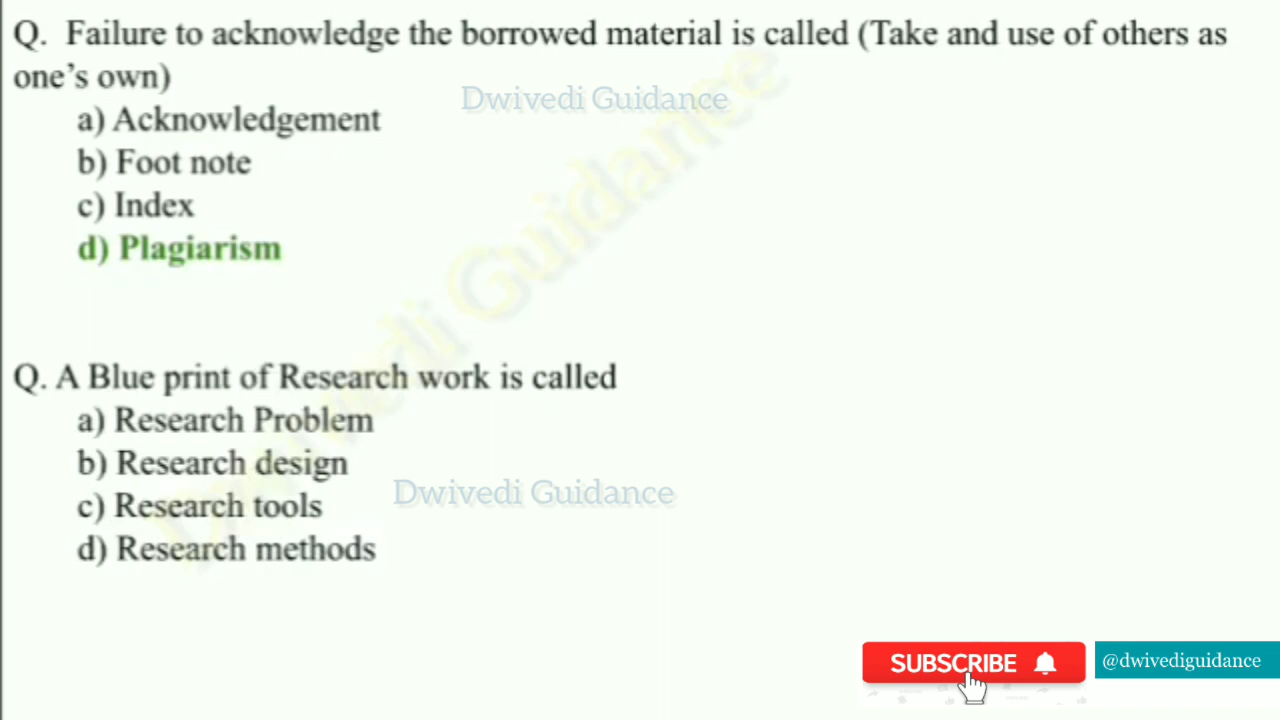 Q. Failure to acknowledge the borrowed material is called (Take and use of others as
one's own)
Dwivedi Guidance
a) Acknowledgement
b) Foot note
c) Index
d) Plagiarism
Dwivedi Guidance
Q. A Blue print of Research work is called
a) Research Problem
b) Research design
c) Research tools
d) Research methods
Dwivedi Guidance
SUBSCRIBE
@dwivediguidance